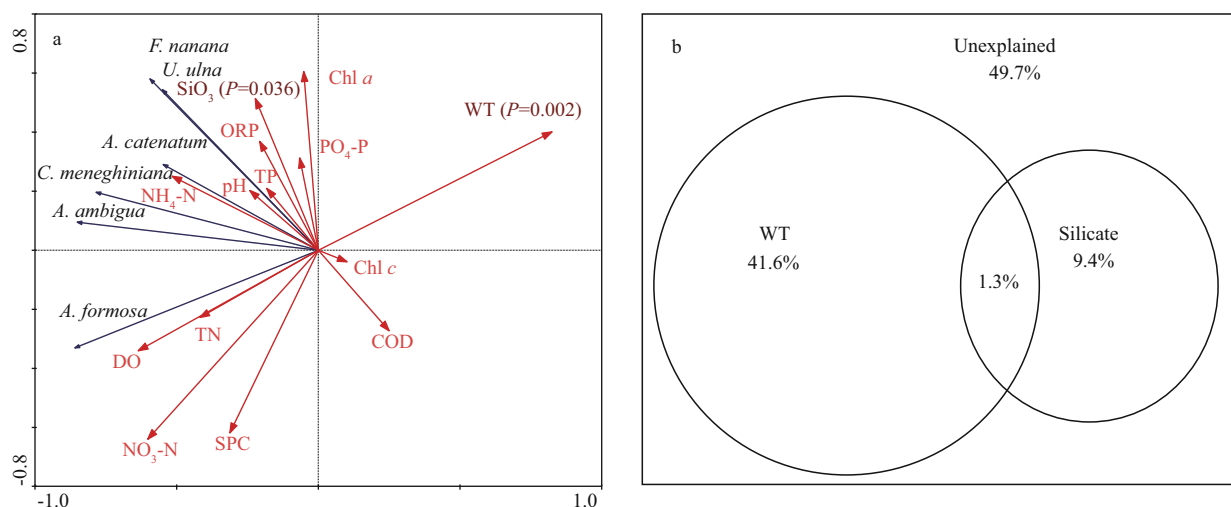 a
0.8
F. nanana
U. ulna
SiO₃ (P=0.036)
Chl a
WT (P=0.002)
ORP
A. catenatum
PO₄-P
C. meneghiniana
TP
pH
NH₄-N
A. ambigua
Chl c
A. formosa
TN
DO
COD
NO₃-N
SPC
-0.8
-1.0
1.0
b
Unexplained
49.7%
WT
41.6%
1.3%
Silicate
9.4%